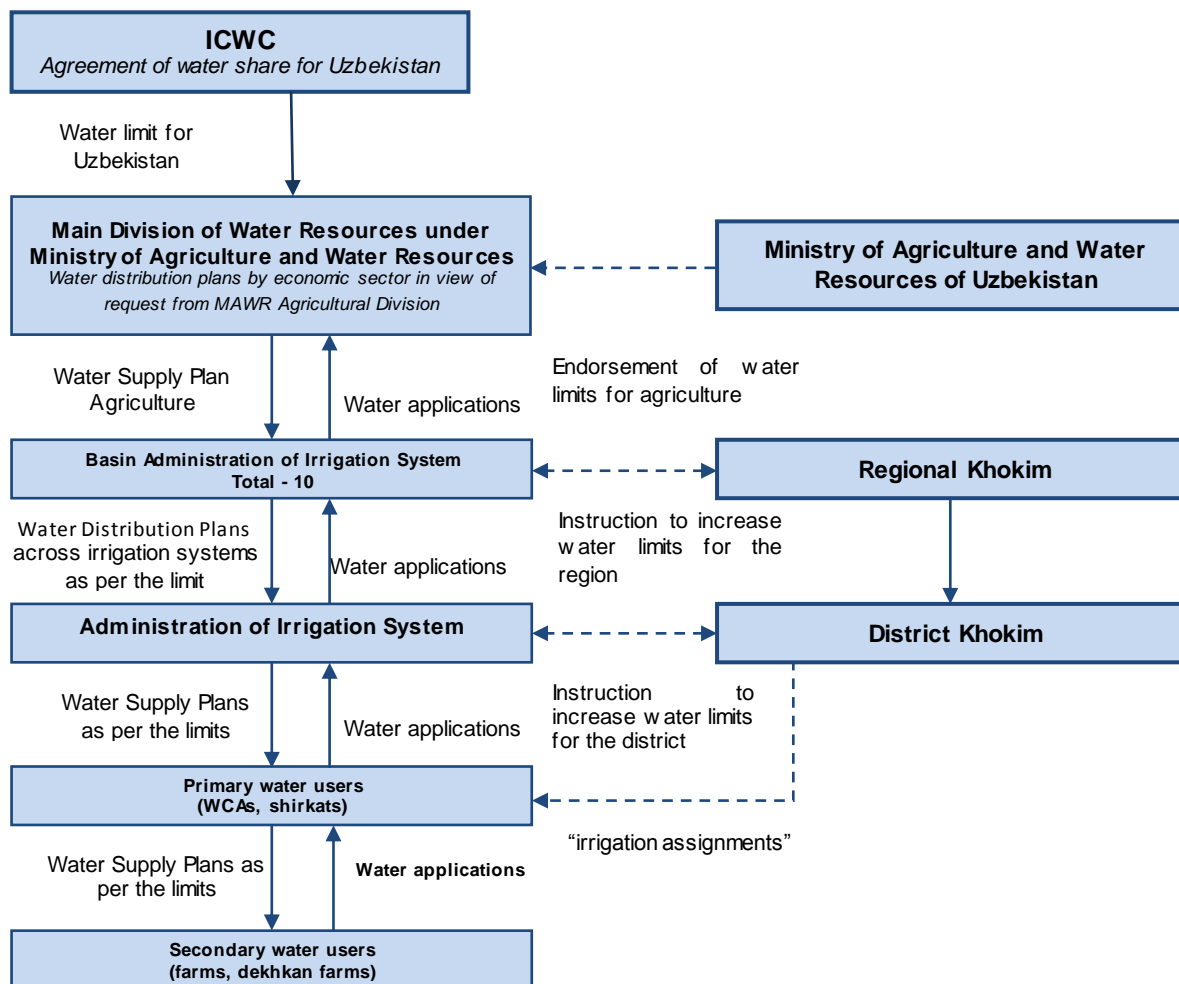 ICWC
Agreement of water share for Uzbekistan
Water limit for
Uzbekistan
Main Division of Water Resources under
Ministry of Agriculture and Water Resources
Water distribution plans by economic sector in view of
request from MAWR Agricultural Division
Ministry of Agriculture and Water
Resources of Uzbekistan
Water Supply Plan
Agriculture
Water applications
Endorsement of water
limits for agriculture
Basin Administration of Irrigation System
Total - 10
Regional Khokim
Water Distribution Plans
across irrigation systems
as per the limit
Water applications
Instruction to increase
water limits for the
region
Administration of Irrigation System
District Khokim
Water Supply Plans
as per the limits
Water applications
Instruction to
increase water limits
for the district
Primary water users
(WCAs, shirkats)
"irrigation assignments"
Water Supply Plans as
per the limits
Water applications
Secondary water users
(farms, dekhkan farms)